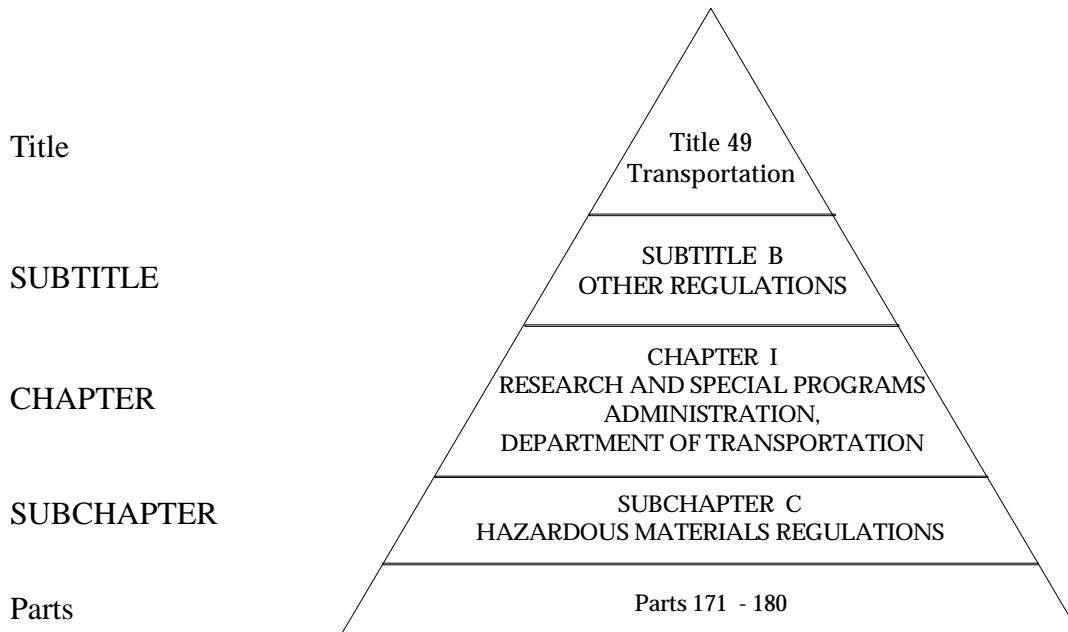 Title
Title 49
Transportation
SUBTITLE
SUBTITLE B
OTHER REGULATIONS
CHAPTER
CHAPTER I
RESEARCH AND SPECIAL PROGRAMS
ADMINISTRATION,
DEPARTMENT OF TRANSPORTATION
SUBCHAPTER
SUBCHAPTER C
HAZARDOUS MATERIALS REGULATIONS
Parts
Parts 171 - 180